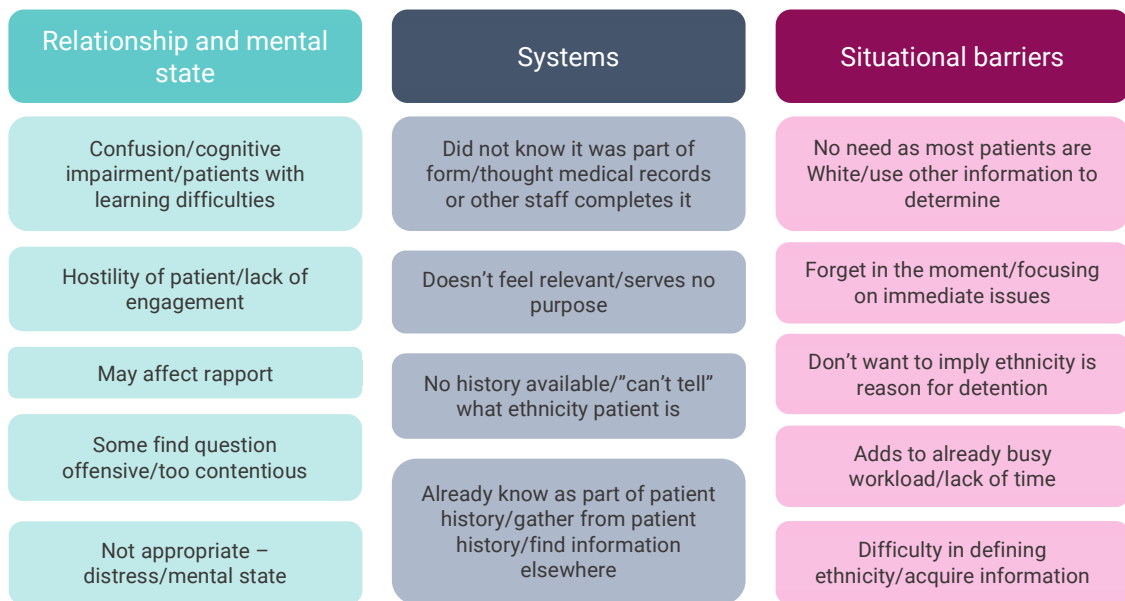 Relationship and mental
state
Confusion/cognitive
impairment/patients with
learning difficulties
Hostility of patient/lack of
engagement
May affect rapport
Some find question
offensive/too contentious
Not appropriate –
distress/mental state
Systems
Did not know it was part of
form/thought medical records
or other staff completes it
Doesn’t feel relevant/serves no
purpose
No history available/”can’t tell”
what ethnicity patient is
Already know as part of patient
history/gather from patient
history/find information
elsewhere
Situational barriers
No need as most patients are
White/use other information to
determine
Forget in the moment/focusing
on immediate issues
Don’t want to imply ethnicity is
reason for detention
Adds to already busy
workload/lack of time
Difficulty in defining
ethnicity/acquire information